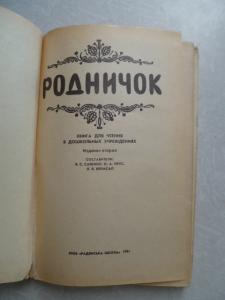 РОДНИЧОК
КНИГА ДЛЯ ЧТЕНИЯ
В ДОШКОЛЬНЫХ УЧРЕЖДЕНИЯХ
Издание второе
СОСТАВИТЕЛИ:
КИЕВ «РАДЯНСЬКА ШКОЛА»